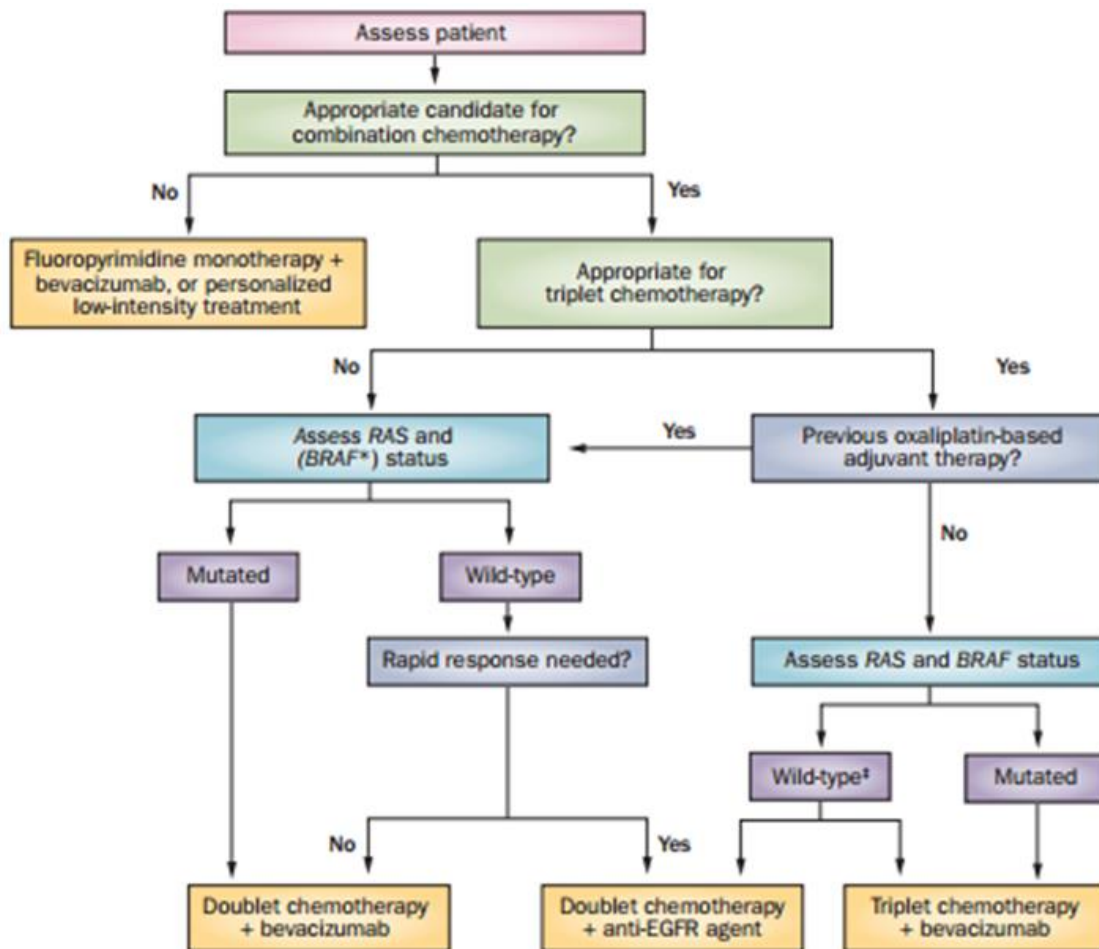 Assess patient
Appropriate candidate for
combination chemotherapy?
No
Yes
Fluoropyrimidine monotherapy +
bevacizumab, or personalized
low-intensity treatment
Appropriate for
triplet chemotherapy?
No
Yes
Assess RAS and
(BRAF*) status
Yes
Previous oxaliplatin-based
adjuvant therapy?
No
Mutated
Wild-type
Rapid response needed?
Assess RAS and BRAF status
Wild-type‡
Mutated
No
Yes
Doublet chemotherapy
+ bevacizumab
Doublet chemotherapy
+ anti-EGFR agent
Triplet chemotherapy
+ bevacizumab